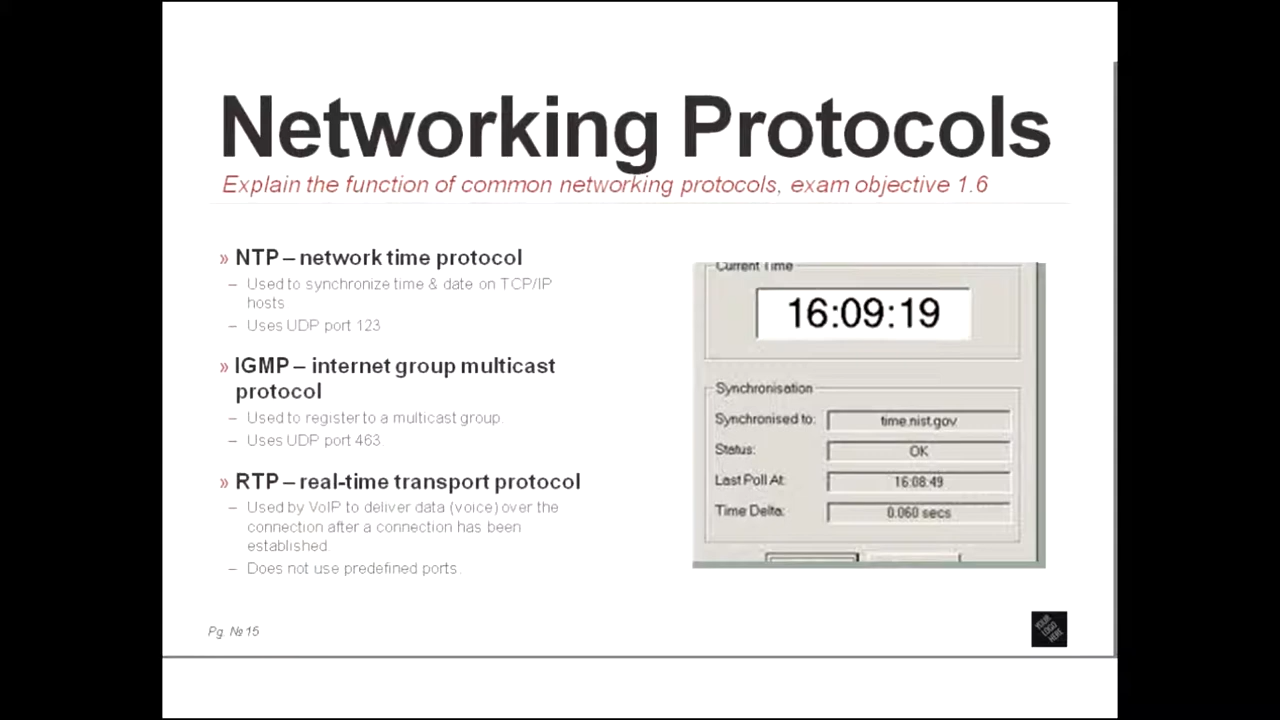 Networking Protocols
Explain the function of common networking protocols, exam objective 1.6
» NTP – network time protocol
– Used to synchronize time & date on TCP/IP
hosts
– Uses UDP port 123
» IGMP – internet group multicast
protocol
– Used to register to a multicast group.
– Uses UDP port 463
» RTP – real-time transport protocol
– Used by VoIP to deliver data (voice) over the
connection after a connection has been
established
– Does not use predefined ports.
Current Time
16:09:19
Synchronisation
Synchronised to: time.nist.gov
Status: OK
Last Poll At: 16:08:49
Time Delta: 0.060 secs
Pg. № 15
YOUR
LOGO
HERE